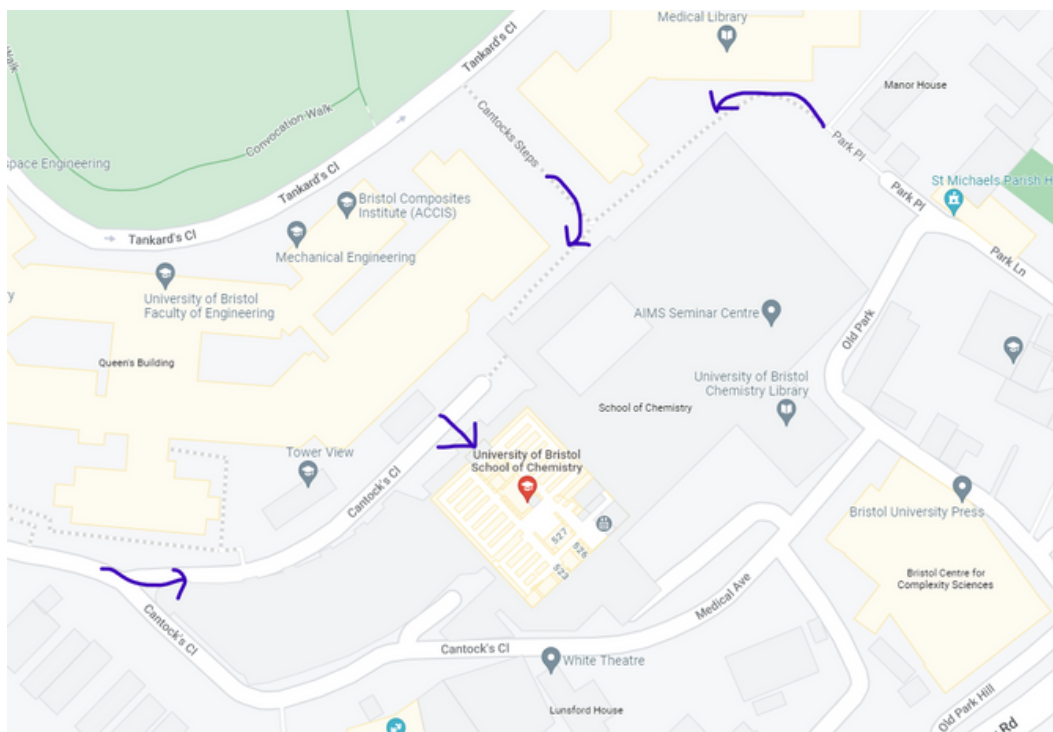 Medical Library
Tankard's Cl
Tankard's Cl
Walk
Manor House
Cantocks Steps
Convocation Walk
Park Pl
space Engineering
Tankard's Cl
St Michaels Parish H
Park Pl
Bristol Composites
Institute (ACCIS)
Tankard's Cl
Mechanical Engineering
Park Ln
University of Bristol
Faculty of Engineering
AIMS Seminar Centre
Old Park
Queen's Building
University of Bristol
Chemistry Library
School of Chemistry
Tower View
University of Bristol
School of Chemistry
Cantock's Cl
Bristol University Press
527
526
523
Bristol Centre for
Complexity Sciences
Medical Ave
Cantock's Cl
Cantock's Cl
White Theatre
Lunsford House
Old Park Hill
Rd